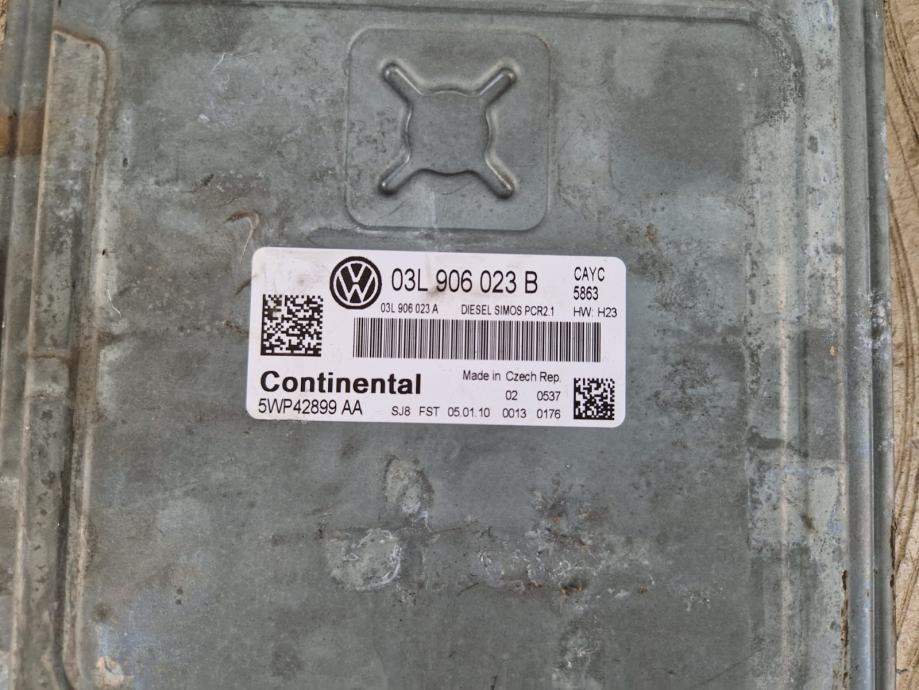 VW 03L 906 023 B CAYC
5863
03L 906 023 A DIESEL SIMOS PCR2.1 HW: H23
Continental Made in Czech Rep.
02 0537
5WP42899 AA SJ8 FST 05.01.10 0013 0176